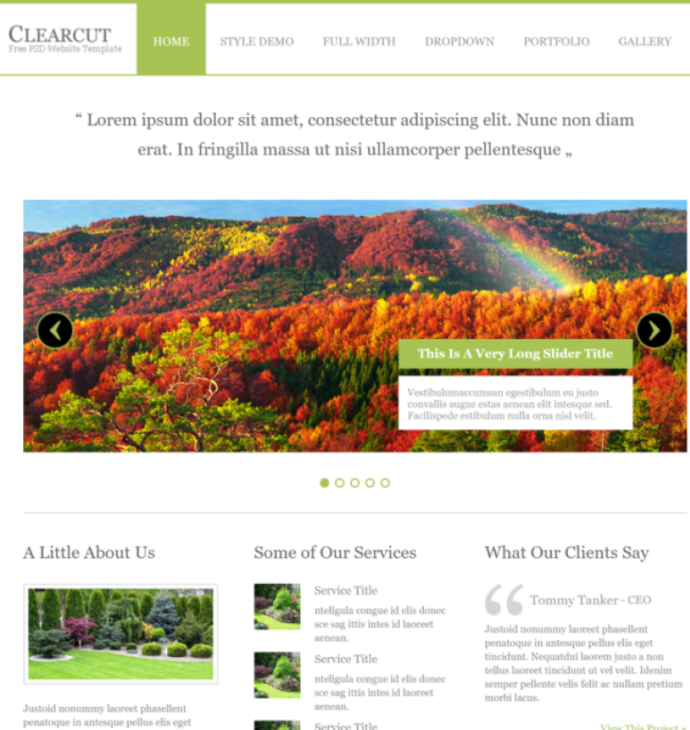 CLEARCUT
Free PSD Website Template
HOME
STYLE DEMO
FULL WIDTH
DROPDOWN
PORTFOLIO
GALLERY
“ Lorem ipsum dolor sit amet, consectetur adipiscing elit. Nunc non diam
erat. In fringilla massa ut nisi ullamcorper pellentesque „
This Is A Very Long Slider Title
Vestibulumaccumsan egestibulum eu justo
convallis augue estas aenean elit intesque sed.
Facilispede estibulum nulla orna nisl velit.
A Little About Us
Justoid nonummy laoreet phasellent
penatoque in antesque pellus elis eget
Some of Our Services
Service Title
nteligula congue id elis donec
sce sag ittis intes id laoreet
aenean.
Service Title
nteligula congue id elis donec
sce sag ittis intes id laoreet
aenean.
Service Title
What Our Clients Say
Tommy Tanker - CEO
Justoid nonummy laoreet phasellent
penatoque in antesque pellus elis eget
tincidunt. Nequatdui laorem justo a non
tellus laoreet tincidunt ut vel velit. Idenim
semper pellente velis felit ac nullam pretium
morbi lacus.
View This Project »